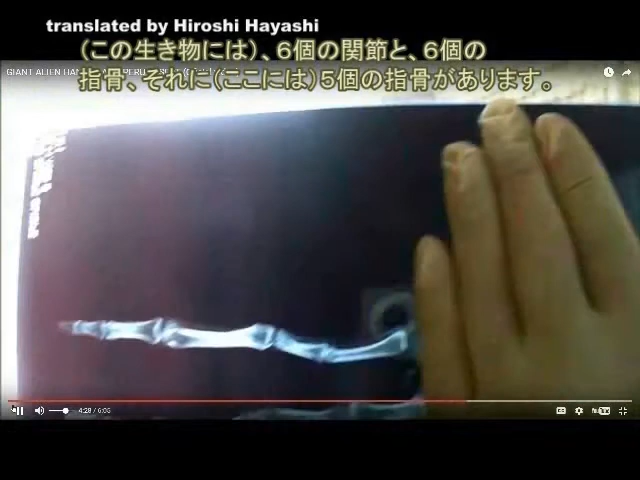 translated by Hiroshi Hayashi
(この生き物には)、6個の関節と、6個の
指骨、それに(ここには)5個の指骨があります。
GIANT ALIEN HAN
4:28 / 6:05